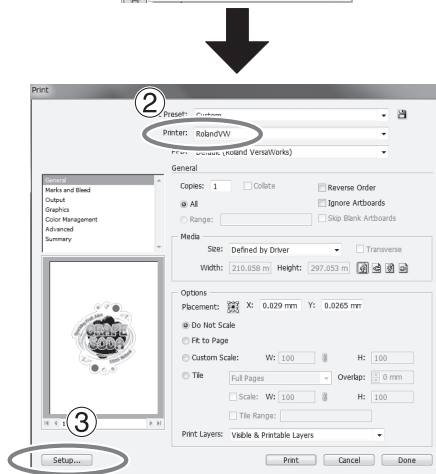 Print
②
Preset: Custom
Printer: RolandVW
PPD: Default (Roland VersaWorks)
General
Marks and Bleed
Output
Graphics
Color Management
Advanced
Summary
General
Copies: 1 Collate Reverse Order
All Ignore Artboards
Range: Skip Blank Artboards
Media
Size: Defined by Driver Transverse
Width: 210.058 m Height: 297.053 m
Options
Placement: X: 0.029 mm Y: 0.0265 mm
Do Not Scale
Fit to Page
Custom Scale: W: 100 H: 100
Tile Full Pages Overlap: 0 mm
Scale: W: 100 H: 100
Tile Range:
Print Layers: Visible & Printable Layers
GRAPE
SODA
1
③
Setup... Print Cancel Done